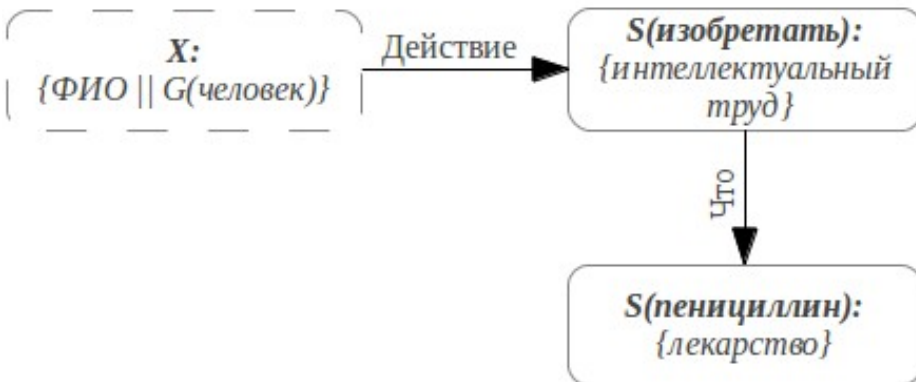 X:
{ФИО || G(человек)}
Действие
S(изобретать):
{интеллектуальный
труд}
Что
S(пенициллин):
{лекарство}